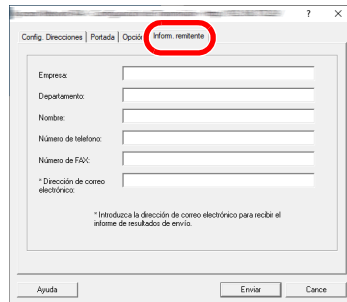 Config. Direcciones | Portada | Opción | Inform. remitente
Empresa:
Departamento:
Nombre:
Número de telefono:
Número de FAX:
* Dirección de correo
electrónico:
* Introduzca la dirección de correo electrónico para recibir el
informe de resultados de envío.
Ayuda
Enviar
Cance